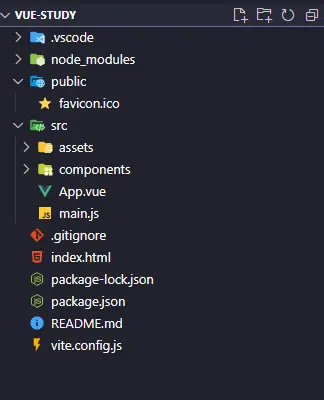 VUE-STUDY
.vscode
node_modules
public
favicon.ico
src
assets
components
App.vue
JS main.js
.gitignore
index.html
package-lock.json
package.json
README.md
vite.config.js